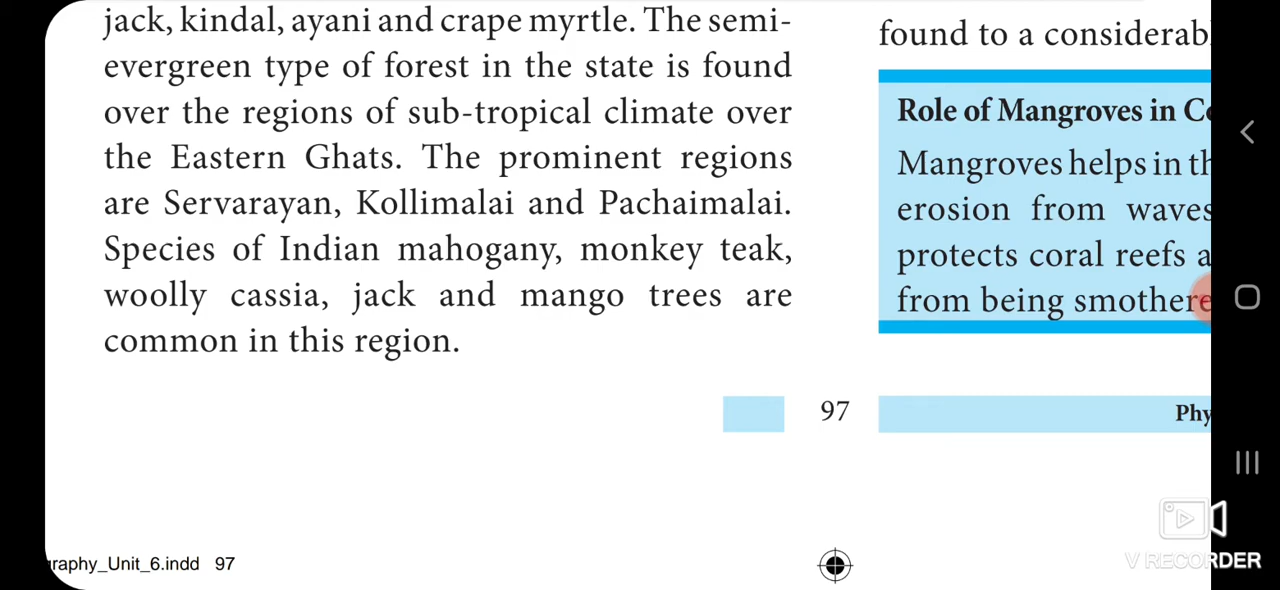 jack, kindal, ayani and crape myrtle. The semi-
evergreen type of forest in the state is found
over the regions of sub-tropical climate over
the Eastern Ghats. The prominent regions
are Servarayan, Kollimalai and Pachaimalai.
Species of Indian mahogany, monkey teak,
woolly cassia, jack and mango trees are
common in this region.
found to a considerabl
Role of Mangroves in C
Mangroves helps in th
erosion from waves
protects coral reefs a
from being smothere
97
Phy
raphy_Unit_6.indd 97
V RECORDER